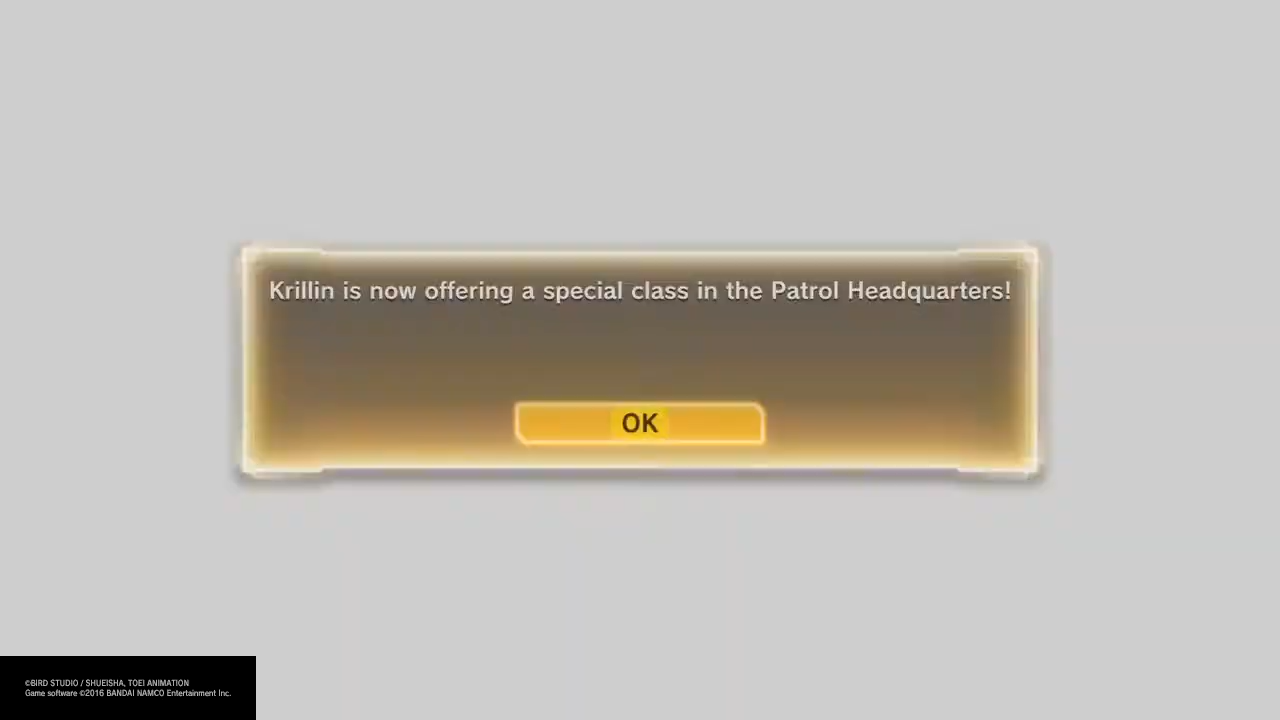 Krillin is now offering a special class in the Patrol Headquarters!
OK
©BIRD STUDIO / SHUEISHA, TOEI ANIMATION
Game software ©2016 BANDAI NAMCO Entertainment Inc.